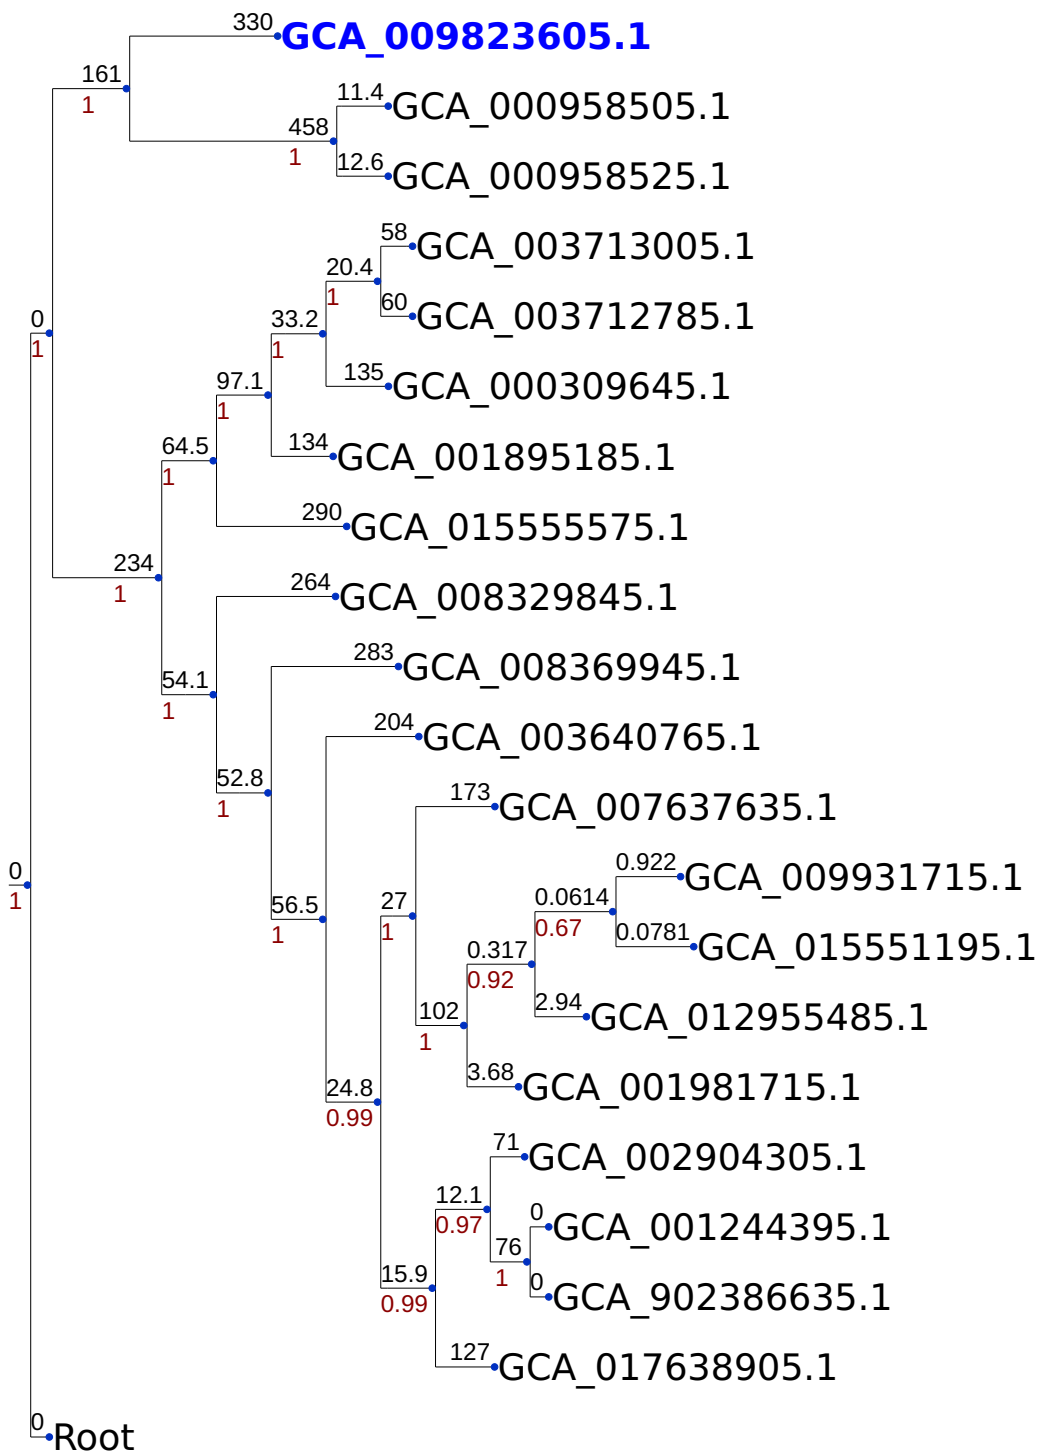 330
GCA_009823605.1
161
1
11.4
GCA_000958505.1
458
1
12.6
GCA_000958525.1
58
GCA_003713005.1
20.4
1
60
GCA_003712785.1
33.2
1
0
1
135
GCA_000309645.1
97.1
1
134
GCA_001895185.1
64.5
1
290
GCA_015555575.1
234
1
264
GCA_008329845.1
283
GCA_008369945.1
54.1
1
204
GCA_003640765.1
52.8
1
173
GCA_007637635.1
0
1
0.922
GCA_009931715.1
56.5
1
27
1
0.0614
0.67
0.0781
GCA_015551195.1
0.317
0.92
2.94
GCA_012955485.1
102
1
3.68
GCA_001981715.1
24.8
0.99
71
GCA_002904305.1
12.1
0.97
0
GCA_001244395.1
76
1
0
GCA_902386635.1
15.9
0.99
127
GCA_017638905.1
0
Root